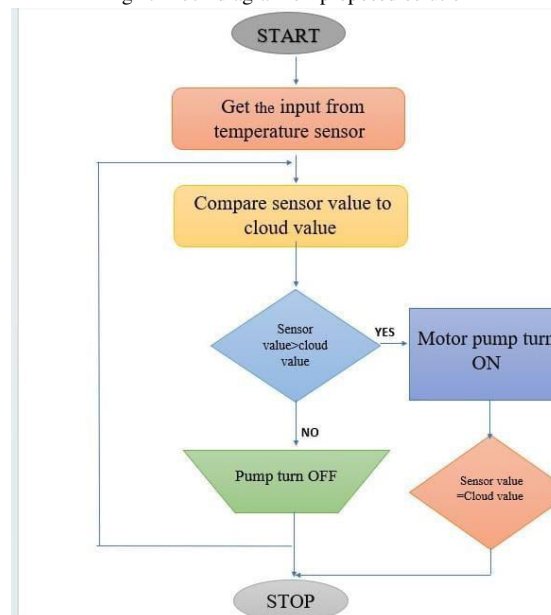 START
Get the input from
temperature sensor
Compare sensor value to
cloud value
Sensor
value>cloud
value
YES
Motor pump turn
ON
NO
Pump turn OFF
Sensor value
=Cloud value
STOP